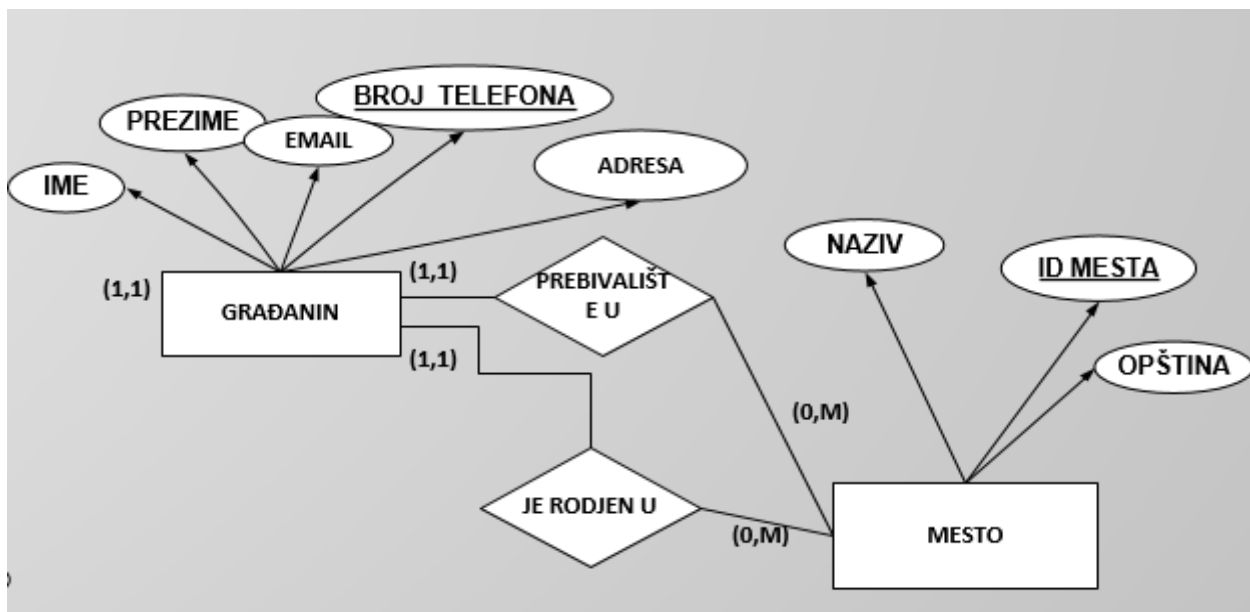 BROJ TELEFONA
PREZIME
EMAIL
ADRESA
IME
NAZIV
ID MESTA
(1,1)
(1,1)
GRAĐANIN
PREBIVALIŠT
E U
(1,1)
OPŠTINA
(0,M)
JE RODJEN U
(0,M)
MESTO